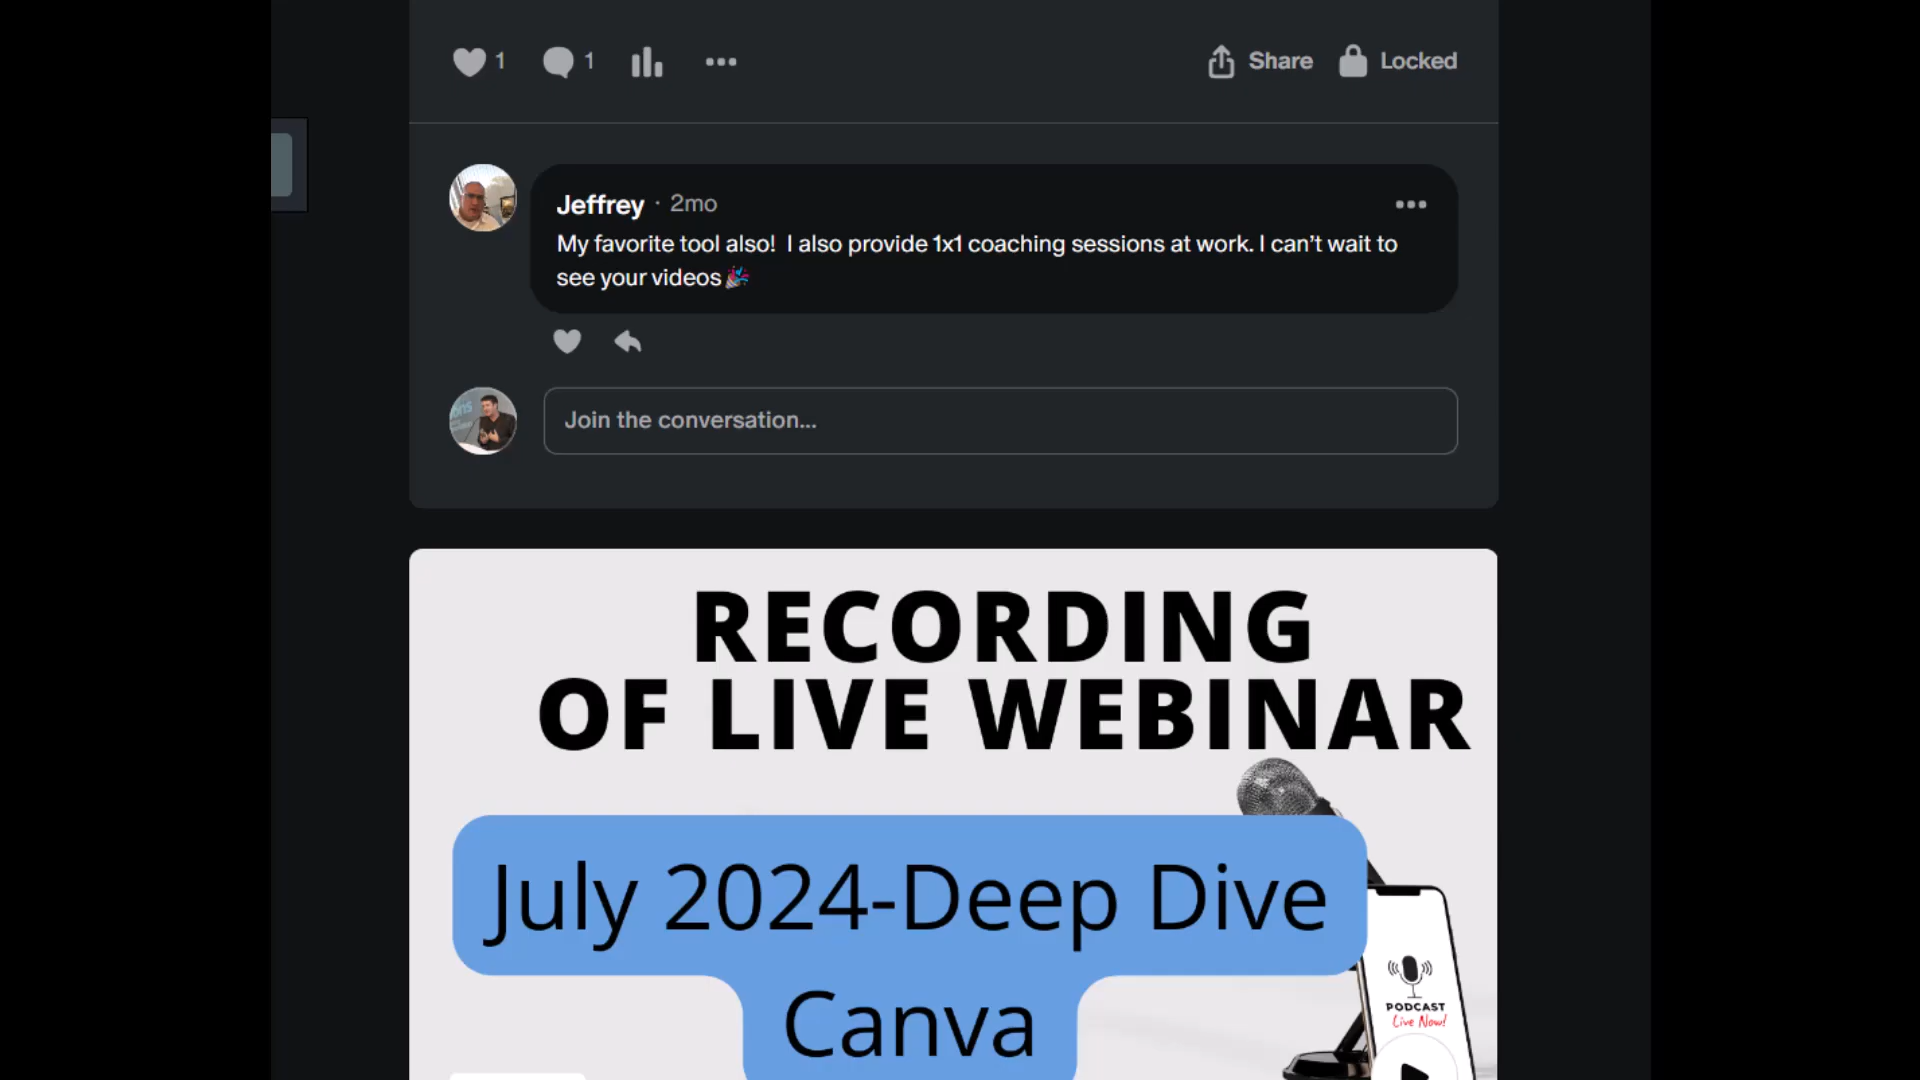 1 1 Share Locked
Jeffrey · 2mo
My favorite tool also! I also provide 1x1 coaching sessions at work. I can’t wait to
see your videos🎉
Join the conversation...
RECORDING
OF LIVE WEBINAR
July 2024-Deep Dive
Canva
PODCAST
Live Now!